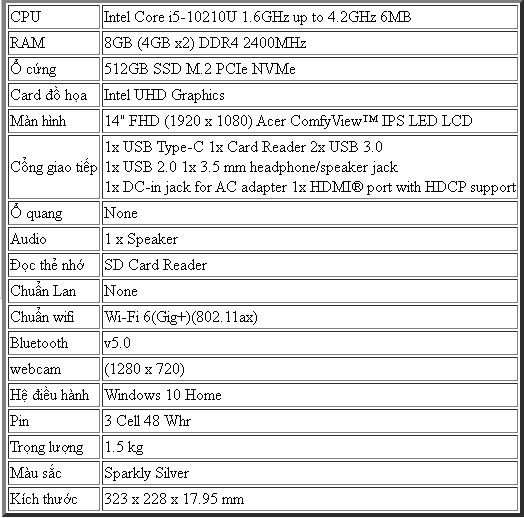 CPU Intel Core i5-10210U 1.6GHz up to 4.2GHz 6MB
RAM 8GB (4GB x2) DDR4 2400MHz
Ổ cứng 512GB SSD M.2 PCIe NVMe
Card đồ họa Intel UHD Graphics
Màn hình 14" FHD (1920 x 1080) Acer ComfyView™ IPS LED LCD
Cổng giao tiếp 1x USB Type-C 1x Card Reader 2x USB 3.0
1x USB 2.0 1x 3.5 mm headphone/speaker jack
1x DC-in jack for AC adapter 1x HDMI® port with HDCP support
Ổ quang None
Audio 1 x Speaker
Đọc thẻ nhớ SD Card Reader
Chuẩn Lan None
Chuẩn wifi Wi-Fi 6(Gig+)(802.11ax)
Bluetooth v5.0
webcam (1280 x 720)
Hệ điều hành Windows 10 Home
Pin 3 Cell 48 Whr
Trọng lượng 1.5 kg
Màu sắc Sparkly Silver
Kích thước 323 x 228 x 17.95 mm